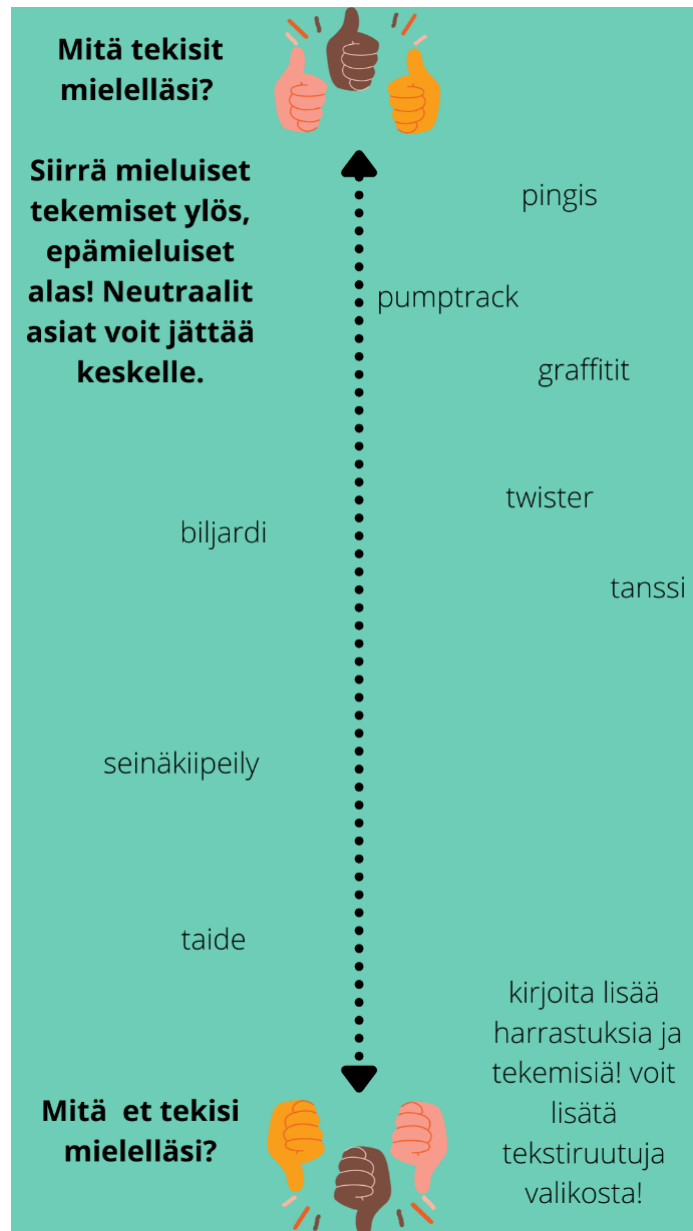 Mitä tekisit
mielelläsi?
Siirrä mieluiset
tekemiset ylös,
epämieluiset
alas! Neutraalit
asiat voit jättää
keskelle.
pingis
pumptrack
graffitit
twister
biljardi
tanssi
seinäkiipeily
taide
kirjoita lisää
harrastuksia ja
tekemisiä! voit
lisätä
tekstiruutuja
valikosta!
Mitä et tekisi
mielelläsi?